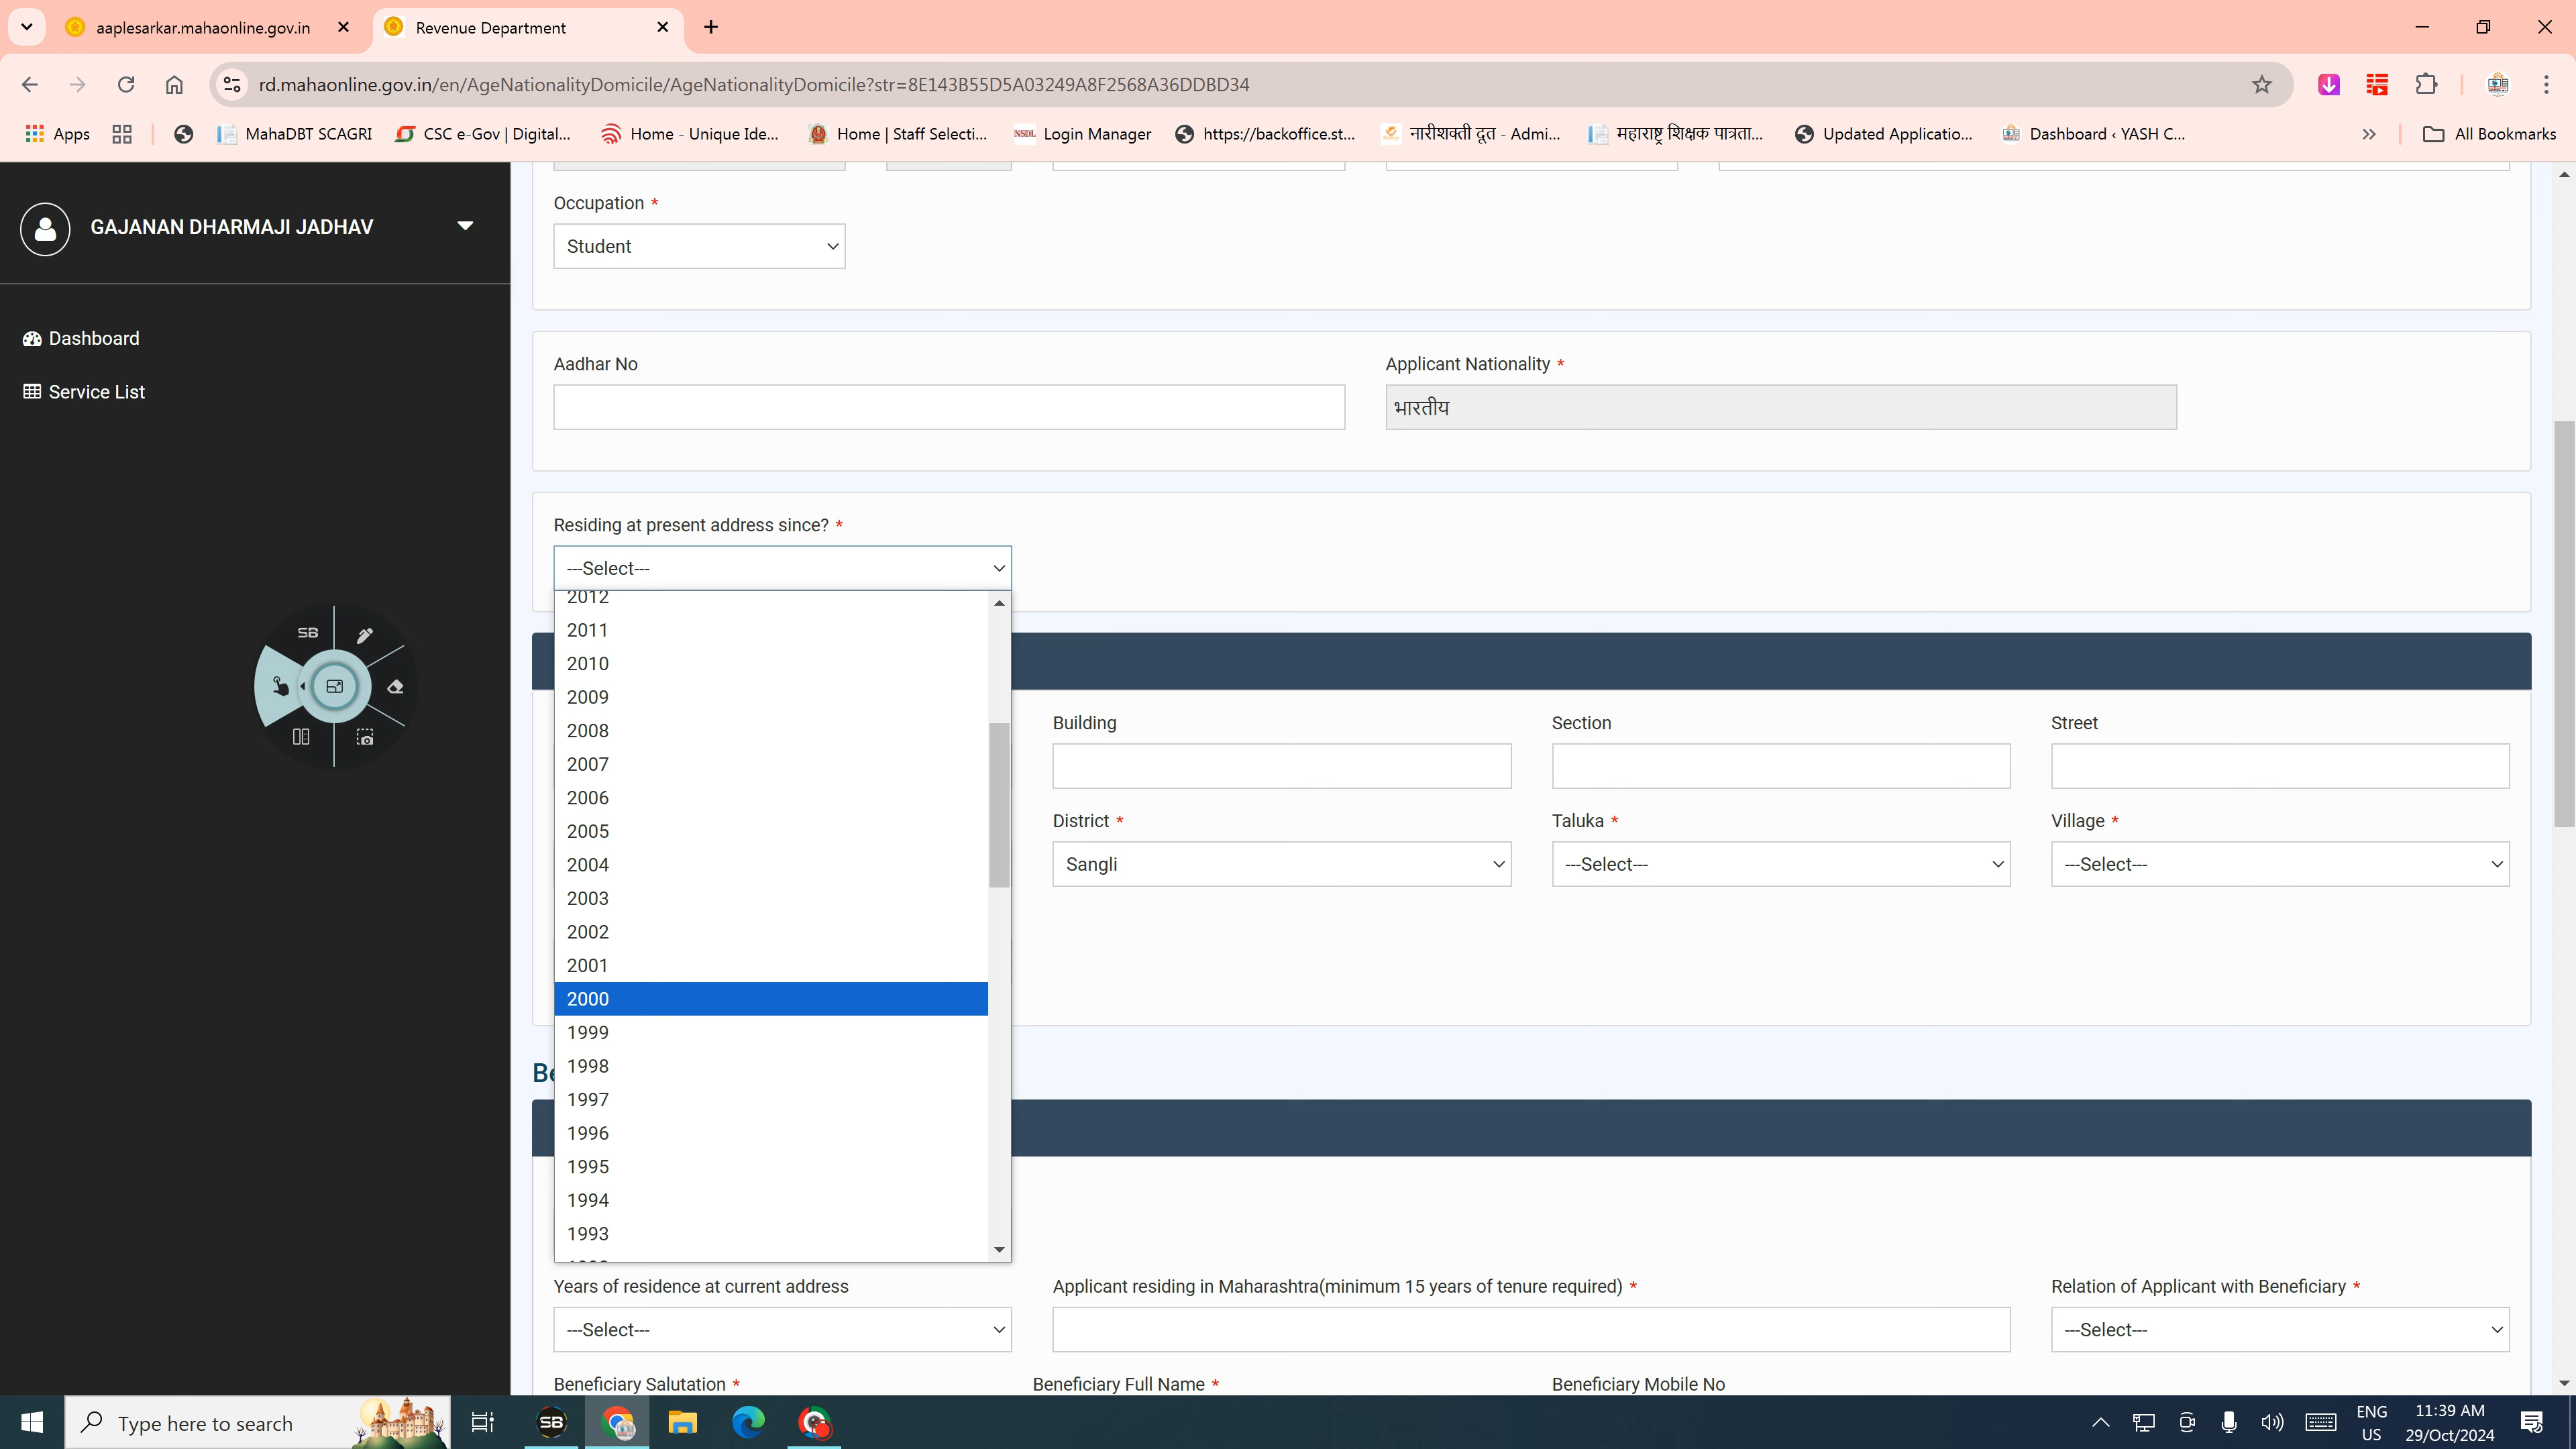 aaplesarkar.mahaonline.gov.in
Revenue Department
rd.mahaonline.gov.in/en/AgeNationalityDomicile/AgeNationalityDomicile?str=8E143B55D5A03249A8F2568A36DDBD34
Apps
MahaDBT SCAGRI
CSC e-Gov | Digital...
Home - Unique Ide...
Home | Staff Selecti...
NSDL Login Manager
https://backoffice.st...
नारीशक्ती दूत - Admi...
महाराष्ट्र शिक्षक पात्रता...
Updated Applicatio...
Dashboard ‹ YASH C...
All Bookmarks
GAJANAN DHARMAJI JADHAV
Dashboard
Service List
SB
Occupation *
Student
Aadhar No
Applicant Nationality *
भारतीय
Residing at present address since? *
---Select---
2012
2011
2010
2009
2008
2007
2006
2005
2004
2003
2002
2001
2000
1999
1998
1997
1996
1995
1994
1993
Building
Section
Street
District *
Taluka *
Village *
Sangli
---Select---
---Select---
Be
Years of residence at current address
Applicant residing in Maharashtra(minimum 15 years of tenure required) *
Relation of Applicant with Beneficiary *
---Select---
---Select---
Beneficiary Salutation *
Beneficiary Full Name *
Beneficiary Mobile No
Type here to search
SB
ENG
US
11:39 AM
29/Oct/2024